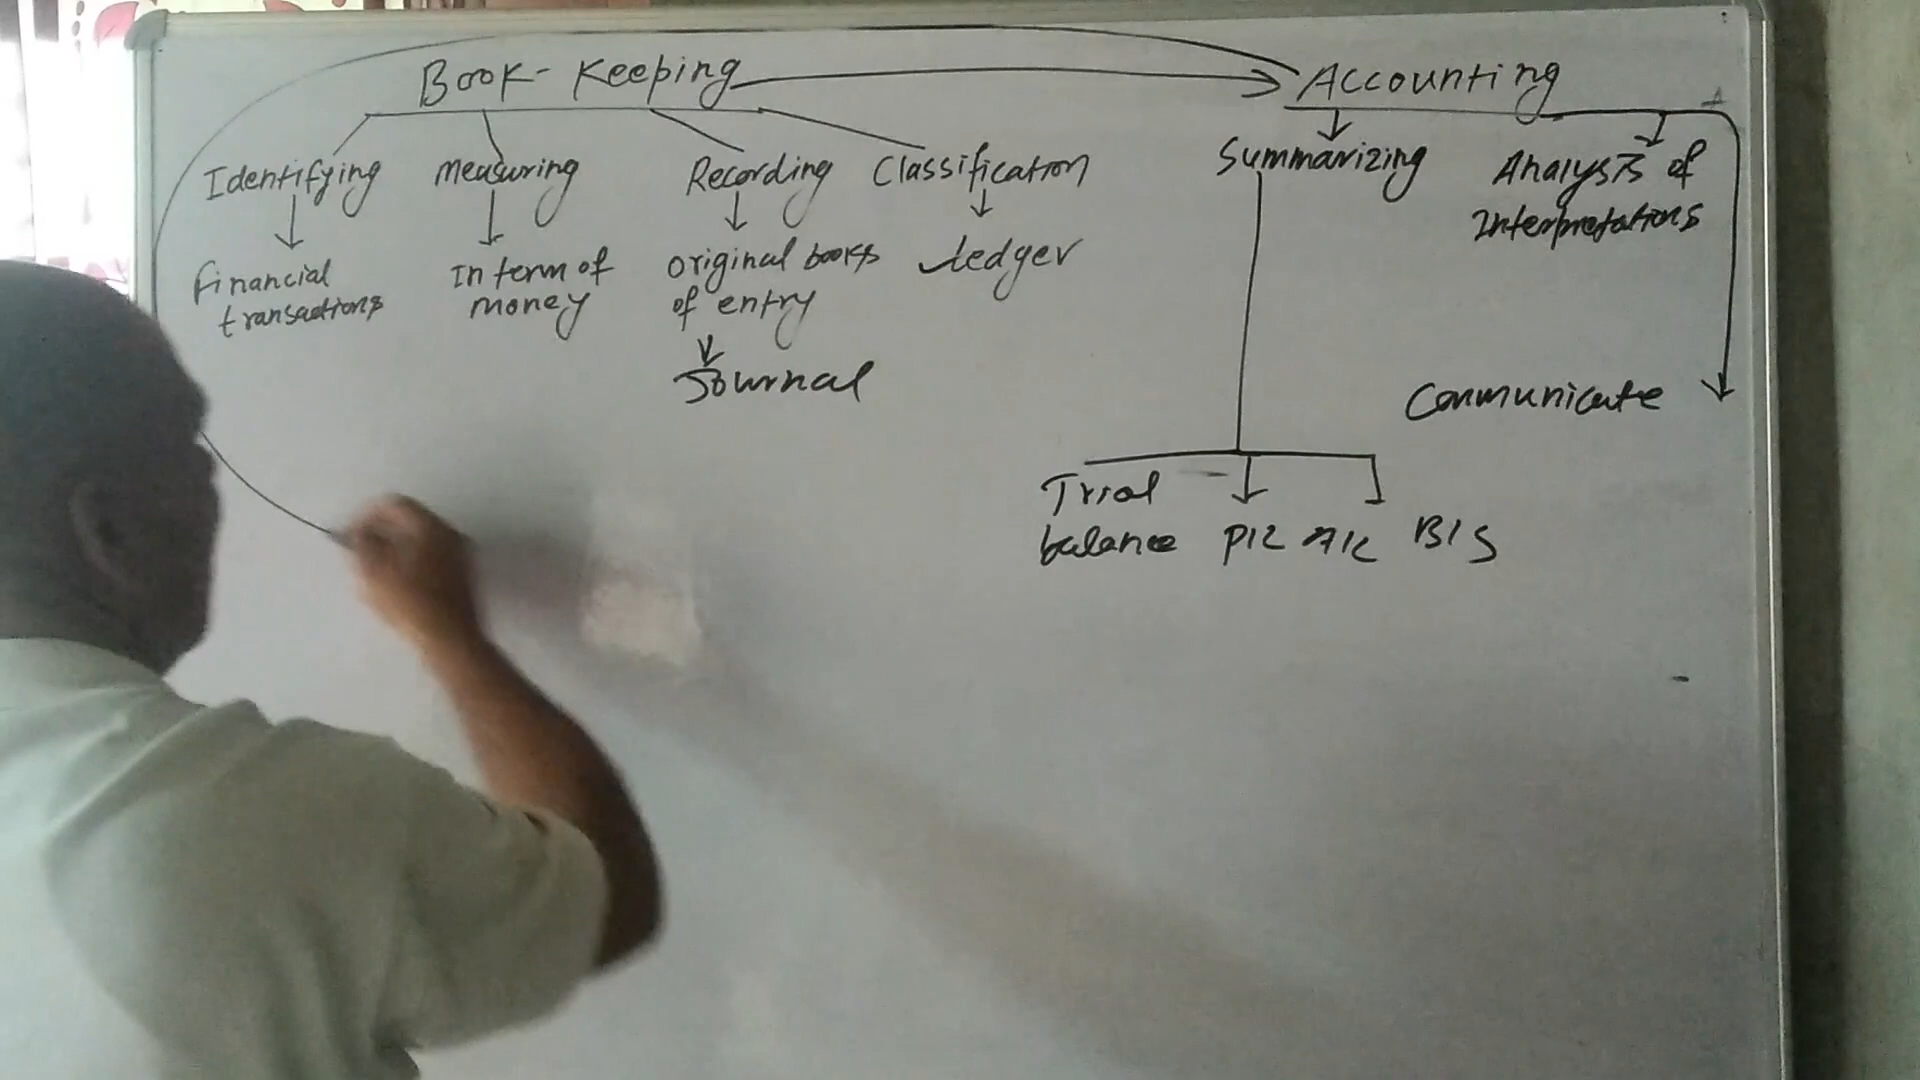 Book-Keeping Accounting
Identifying measuring Recording Classification
Summarizing Analysis of
Interpretations
financial
transactions
In term of
money
original books
of entry
Journal
Ledger
Communicate
Trial
balance P/L A/c B/S